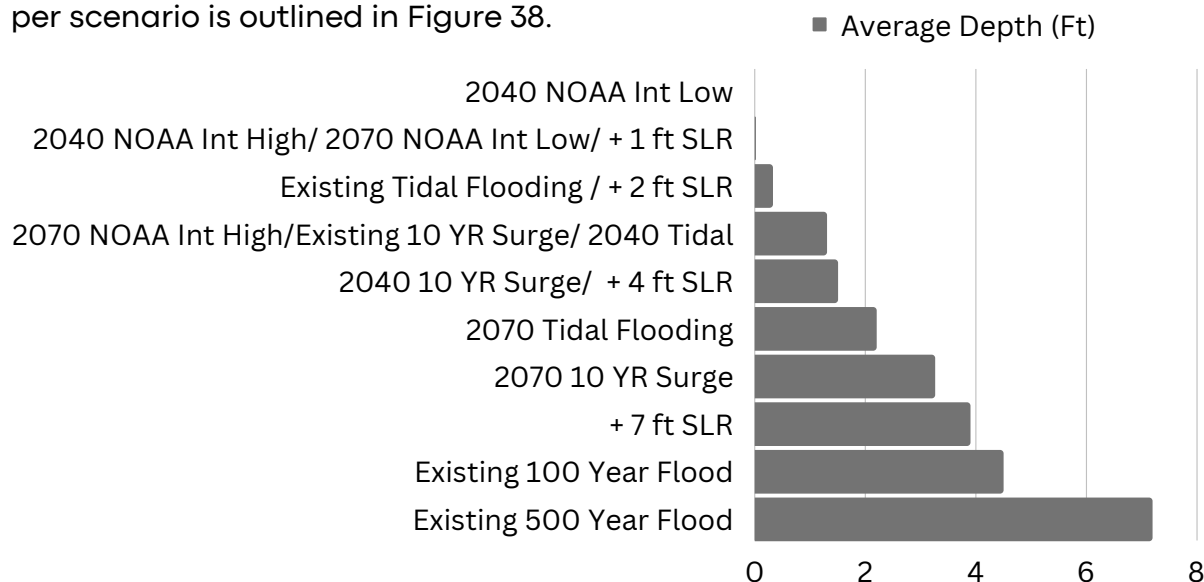 per scenario is outlined in Figure 38.
Average Depth (Ft)
2040 NOAA Int Low
2040 NOAA Int High/ 2070 NOAA Int Low/ + 1 ft SLR
Existing Tidal Flooding / + 2 ft SLR
2070 NOAA Int High/Existing 10 YR Surge/ 2040 Tidal
2040 10 YR Surge/ + 4 ft SLR
2070 Tidal Flooding
2070 10 YR Surge
+ 7 ft SLR
Existing 100 Year Flood
Existing 500 Year Flood
0 2 4 6 8